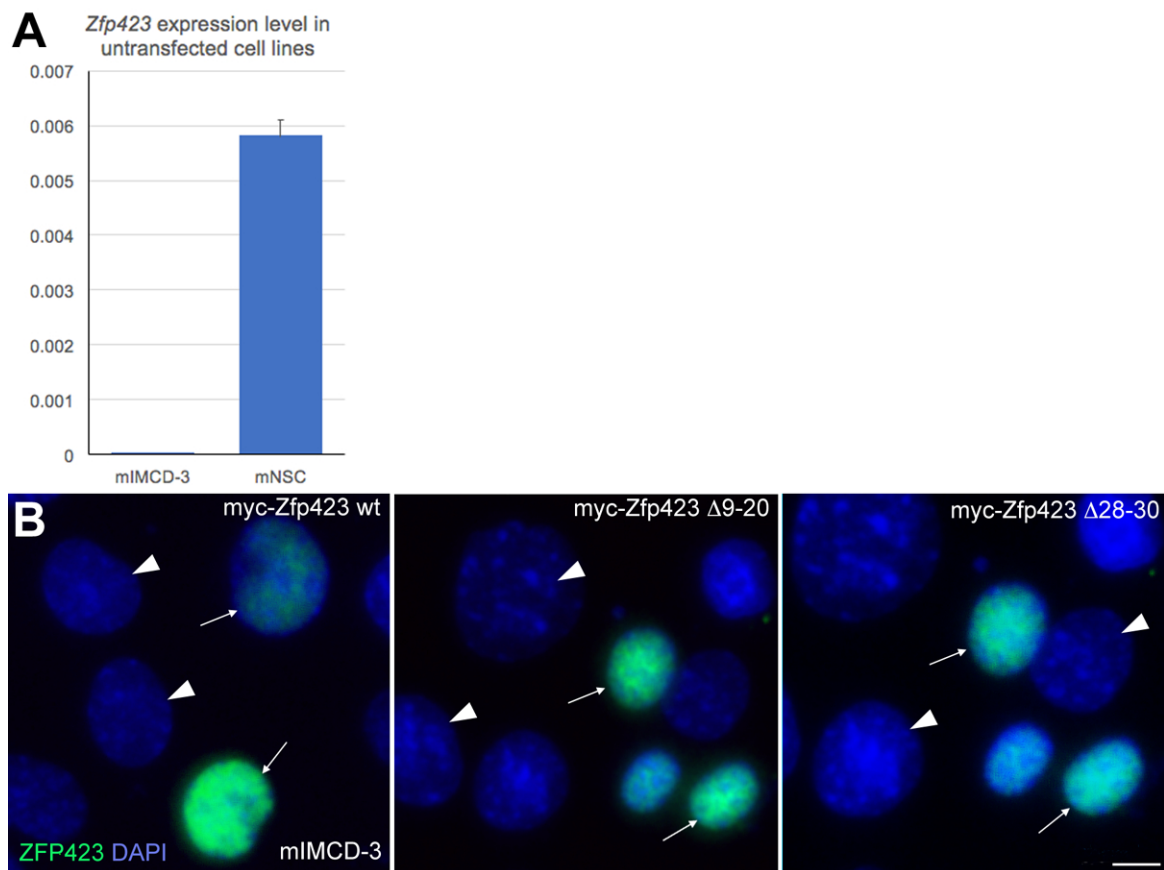 A
Zfp423 expression level in
untransfected cell lines
0.007
0.006
0.005
0.004
0.003
0.002
0.001
0
mIMCD-3
mNSC
B
myc-Zfp423 wt
myc-Zfp423 Δ9-20
myc-Zfp423 Δ28-30
ZFP423 DAPI
mIMCD-3